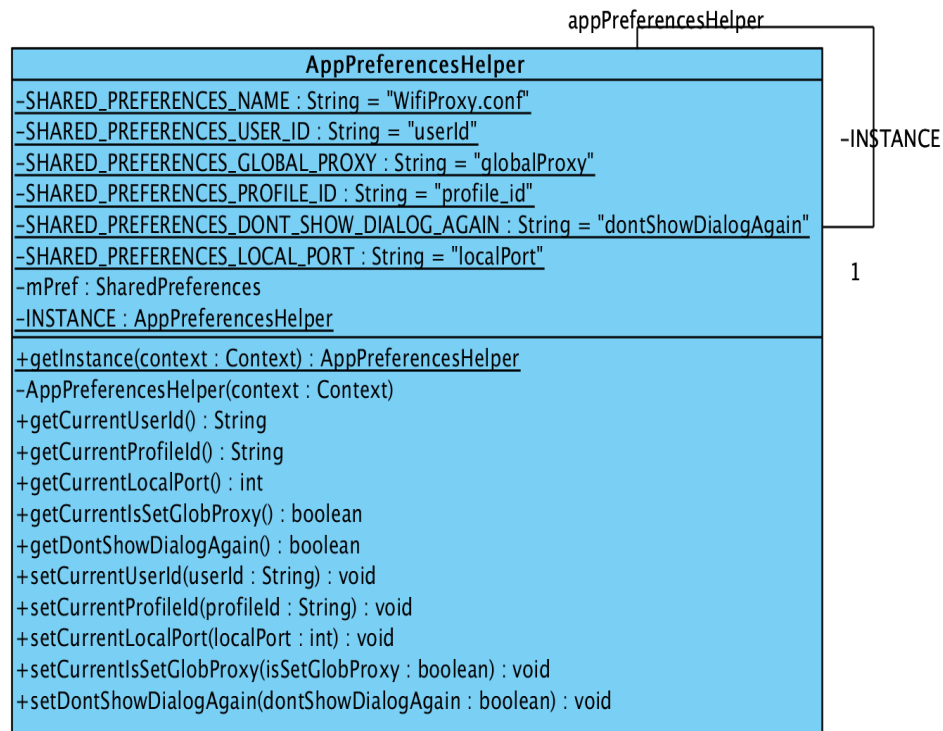 appPreferencesHelper
AppPreferencesHelper
-SHARED_PREFERENCES_NAME : String = "WifiProxy.conf"
-SHARED_PREFERENCES_USER_ID : String = "userId"
-SHARED_PREFERENCES_GLOBAL_PROXY : String = "globalProxy"
-SHARED_PREFERENCES_PROFILE_ID : String = "profile_id"
-SHARED_PREFERENCES_DONT_SHOW_DIALOG_AGAIN : String = "dontShowDialogAgain"
-SHARED_PREFERENCES_LOCAL_PORT : String = "localPort"
-mPref : SharedPreferences
-INSTANCE : AppPreferencesHelper
-INSTANCE
1
+getInstance(context : Context) : AppPreferencesHelper
-AppPreferencesHelper(context : Context)
+getCurrentUserId() : String
+getCurrentProfileId() : String
+getCurrentLocalPort() : int
+getCurrentIsSetGlobProxy() : boolean
+getDontShowDialogAgain() : boolean
+setCurrentUserId(userId : String) : void
+setCurrentProfileId(profileId : String) : void
+setCurrentLocalPort(localPort : int) : void
+setCurrentIsSetGlobProxy(isSetGlobProxy : boolean) : void
+setDontShowDialogAgain(dontShowDialogAgain : boolean) : void